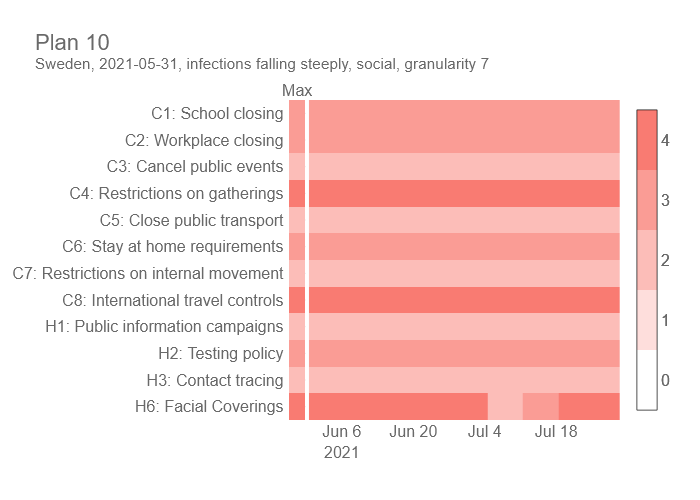 Plan 10
Sweden, 2021-05-31, infections falling steeply, social, granularity 7
Max
C1: School closing
C2: Workplace closing
C3: Cancel public events
C4: Restrictions on gatherings
C5: Close public transport
C6: Stay at home requirements
C7: Restrictions on internal movement
C8: International travel controls
H1: Public information campaigns
H2: Testing policy
H3: Contact tracing
H6: Facial Coverings
Jun 6 Jun 20 Jul 4 Jul 18
2021
4
3
2
1
0